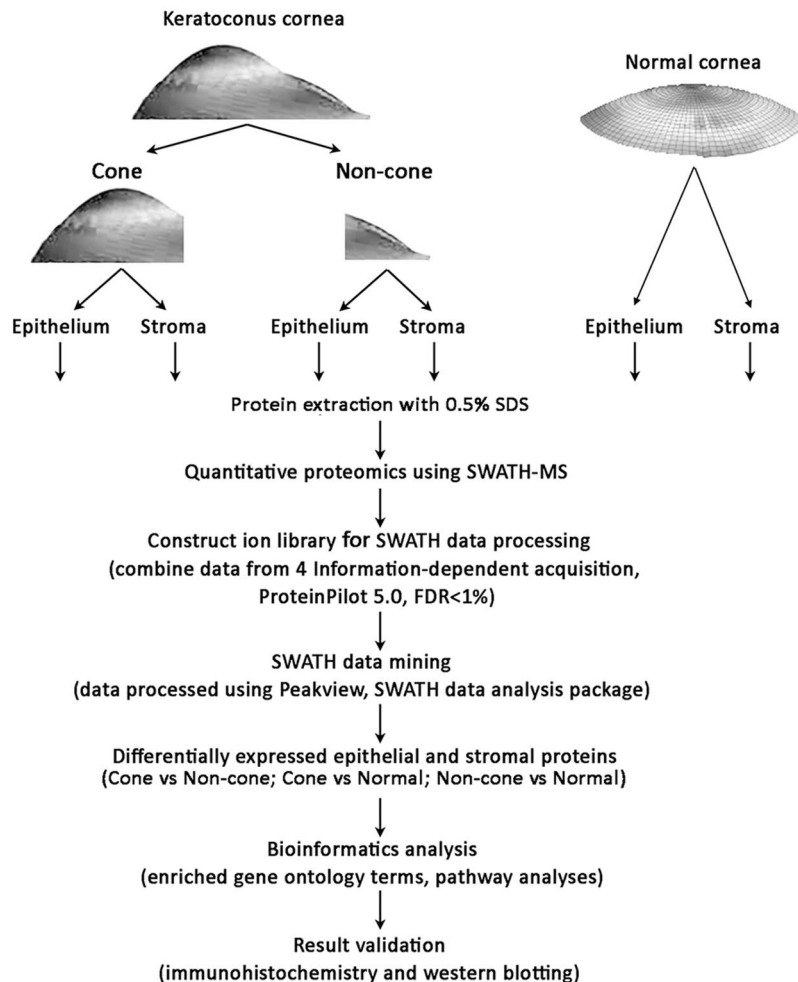 Keratoconus cornea
Normal cornea
Cone
Non-cone
Epithelium
Stroma
Epithelium
Stroma
Epithelium
Stroma
Protein extraction with 0.5% SDS
Quantitative proteomics using SWATH-MS
Construct ion library for SWATH data processing
(combine data from 4 Information-dependent acquisition,
ProteinPilot 5.0, FDR<1%)
SWATH data mining
(data processed using Peakview, SWATH data analysis package)
Differentially expressed epithelial and stromal proteins
(Cone vs Non-cone; Cone vs Normal; Non-cone vs Normal)
Bioinformatics analysis
(enriched gene ontology terms, pathway analyses)
Result validation
(immunohistochemistry and western blotting)